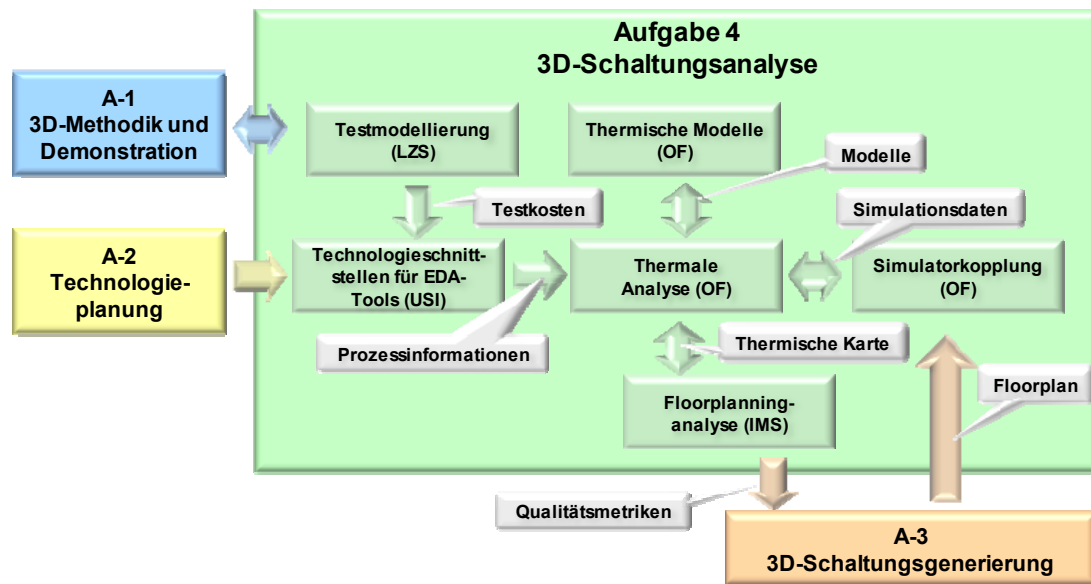 Aufgabe 4
3D-Schaltungsanalyse
A-1
3D-Methodik und
Demonstration
Testmodellierung
(LZS)
Thermische Modelle
(OF)
Modelle
Testkosten
Simulationsdaten
A-2
Technologie-
planung
Technologieschnitt-
stellen für EDA-
Tools (USI)
Thermale
Analyse (OF)
Simulatorkopplung
(OF)
Prozessinformationen
Thermische Karte
Floorplan
Floorplanning-
analyse (IMS)
Qualitätsmetriken
A-3
3D-Schaltungsgenerierung